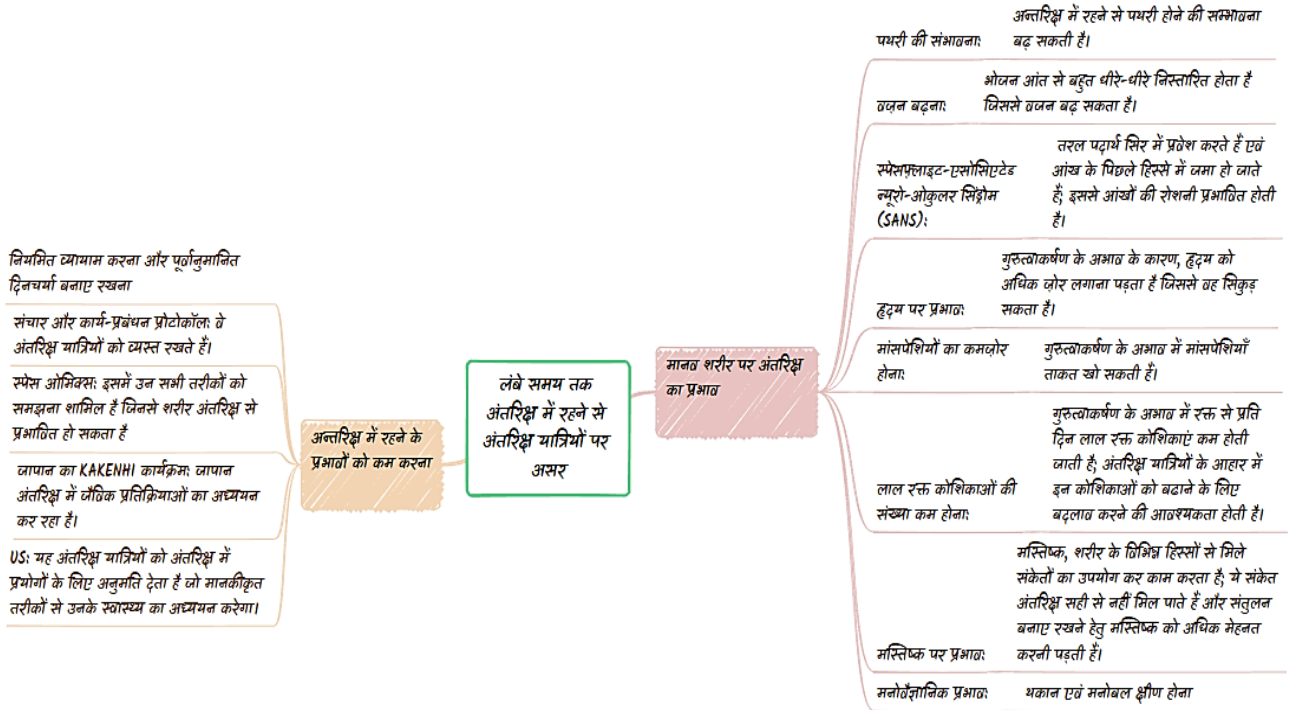 लंबे समय तक
अंतरिक्ष में रहने से
अंतरिक्ष यात्रियों पर
असर
मानव शरीर पर अंतरिक्ष
का प्रभाव
पथरी की संभावना:
अन्तरिक्ष में रहने से पथरी होने की सम्भावना
बढ़ सकती है।
वज़न बढ़ना:
भोजन आंत से बहुत धीरे-धीरे निस्तारित होता है
जिससे वजन बढ़ सकता है।
स्पेसफ़्लाइट-एसोसिएटेड
न्यूरो-ओकुलर सिंड्रोम
(SANS):
तरल पदार्थ सिर में प्रवेश करते हैं एवं
आंख के पिछले हिस्से में जमा हो जाते
हैं; इससे आंखों की रोशनी प्रभावित होती
है।
हृदय पर प्रभाव:
गुरुत्वाकर्षण के अभाव के कारण, हृदय को
अधिक ज़ोर लगाना पड़ता है जिससे वह सिकुड़
सकता है।
मांसपेशियों का कमज़ोर
होना:
गुरुत्वाकर्षण के अभाव में मांसपेशियाँ
ताकत खो सकती हैं।
लाल रक्त कोशिकाओं की
संख्या कम होना:
गुरुत्वाकर्षण के अभाव में रक्त से प्रति
दिन लाल रक्त कोशिकाएं कम होती
जाती है; अंतरिक्ष यात्रियों के आहार में
इन कोशिकाओं को बढाने के लिए
बदलाव करने की आवश्यकता होती है।
मस्तिष्क पर प्रभाव:
मस्तिष्क, शरीर के विभिन्न हिस्सों से मिले
संकेतों का उपयोग कर काम करता है; ये संकेत
अंतरिक्ष सही से नहीं मिल पाते हैं और संतुलन
बनाए रखने हेतु मस्तिष्क को अधिक मेहनत
करनी पड़ती हैं।
मनोवैज्ञानिक प्रभाव:
थकान एवं मनोबल क्षीण होना
अन्तरिक्ष में रहने के
प्रभावों को कम करना
नियमित व्यायाम करना और पूर्वानुमानित
दिनचर्या बनाए रखना
संचार और कार्य-प्रबंधन प्रोटोकॉल: वे
अंतरिक्ष यात्रियों को व्यस्त रखते हैं।
स्पेस ओमिक्स: इसमें उन सभी तरीकों को
समझना शामिल है जिनसे शरीर अंतरिक्ष से
प्रभावित हो सकता है
जापान का KAKENHI कार्यक्रम: जापान
अंतरिक्ष में जैविक प्रतिक्रियाओं का अध्ययन
कर रहा है।
US: यह अंतरिक्ष यात्रियों को अंतरिक्ष में
प्रयोगों के लिए अनुमति देता है जो मानकीकृत
तरीकों से उनके स्वास्थ्य का अध्ययन करेगा।